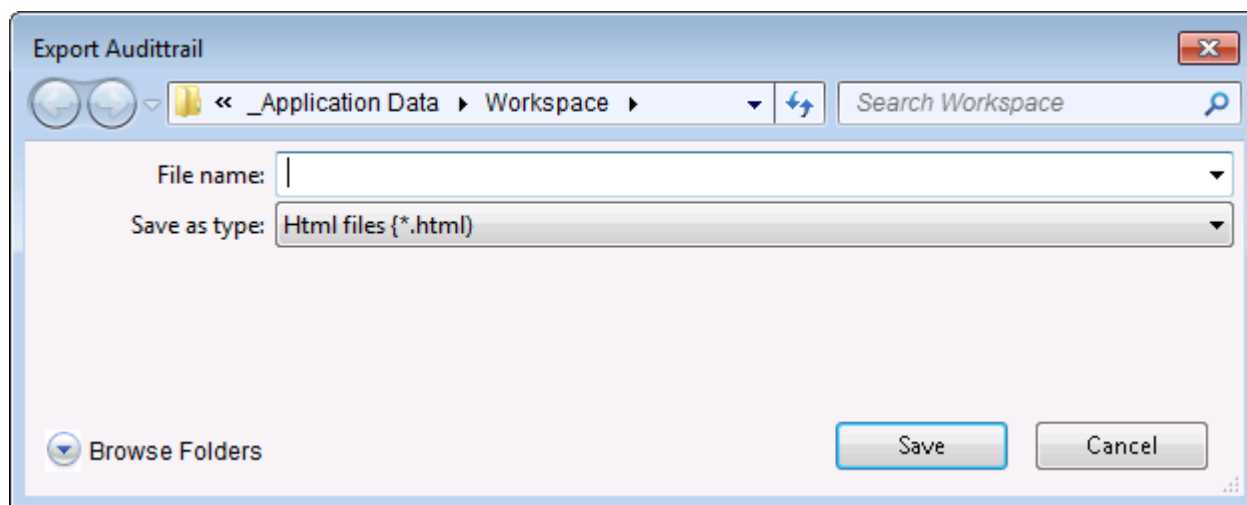 Export Audittrail
« _Application Data Workspace Search Workspace
File name:
Save as type: Html files {*.html)
Browse Folders Save Cancel